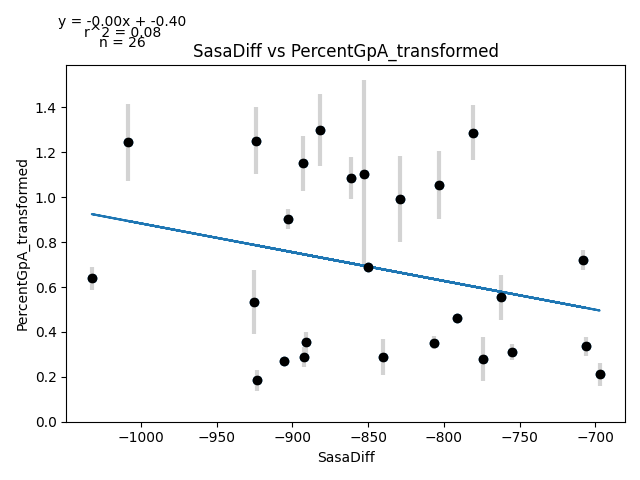 y = -0.00x + -0.40
r^2 = 0.08
n = 26
SasaDiff vs PercentGpA_transformed
PercentGpA_transformed
1.4
1.2
1.0
0.8
0.6
0.4
0.2
0.0
−1000
−950
−900
−850
−800
−750
−700
SasaDiff